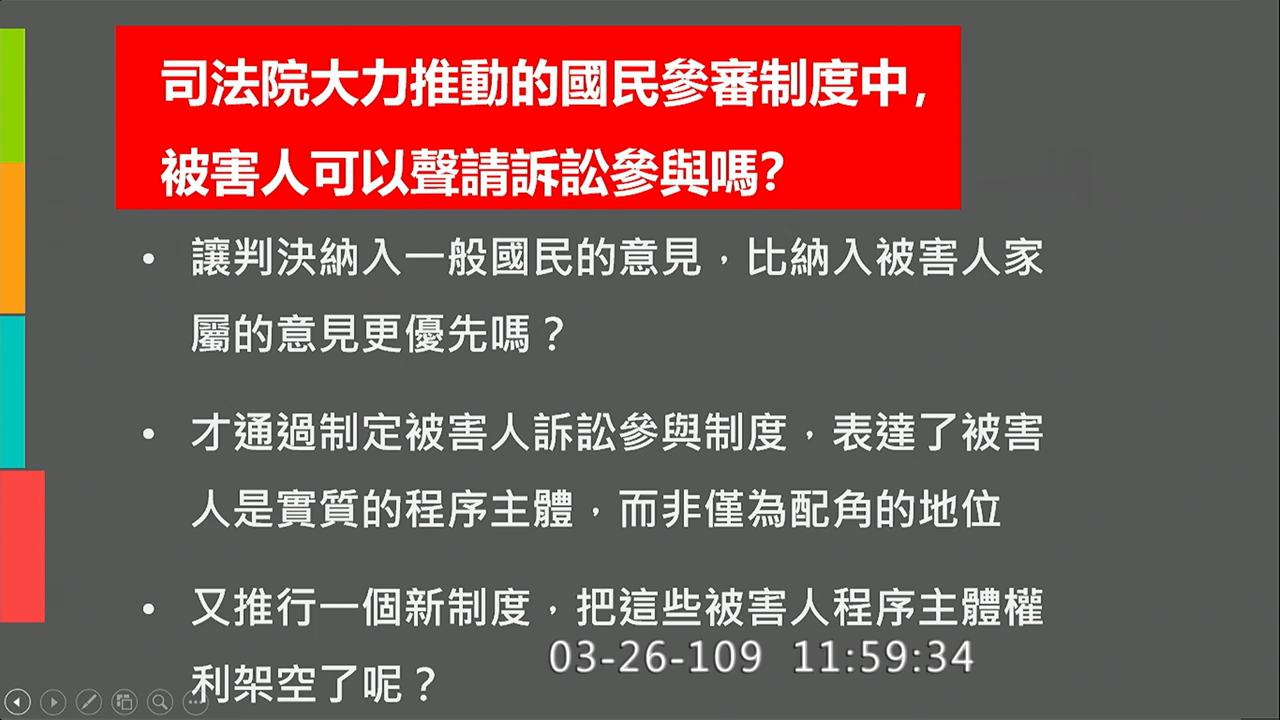 司法院大力推動的國民參審制度中,
被害人可以聲請訴訟參與嗎?
• 讓判決納入一般國民的意見，比納入被害人家
屬的意見更優先嗎？
• 才通過制定被害人訴訟參與制度，表達了被害
人是實質的程序主體，而非僅為配角的地位
• 又推行一個新制度，把這些被害人程序主體權
利架空了呢？
03-26-109 11:59:34